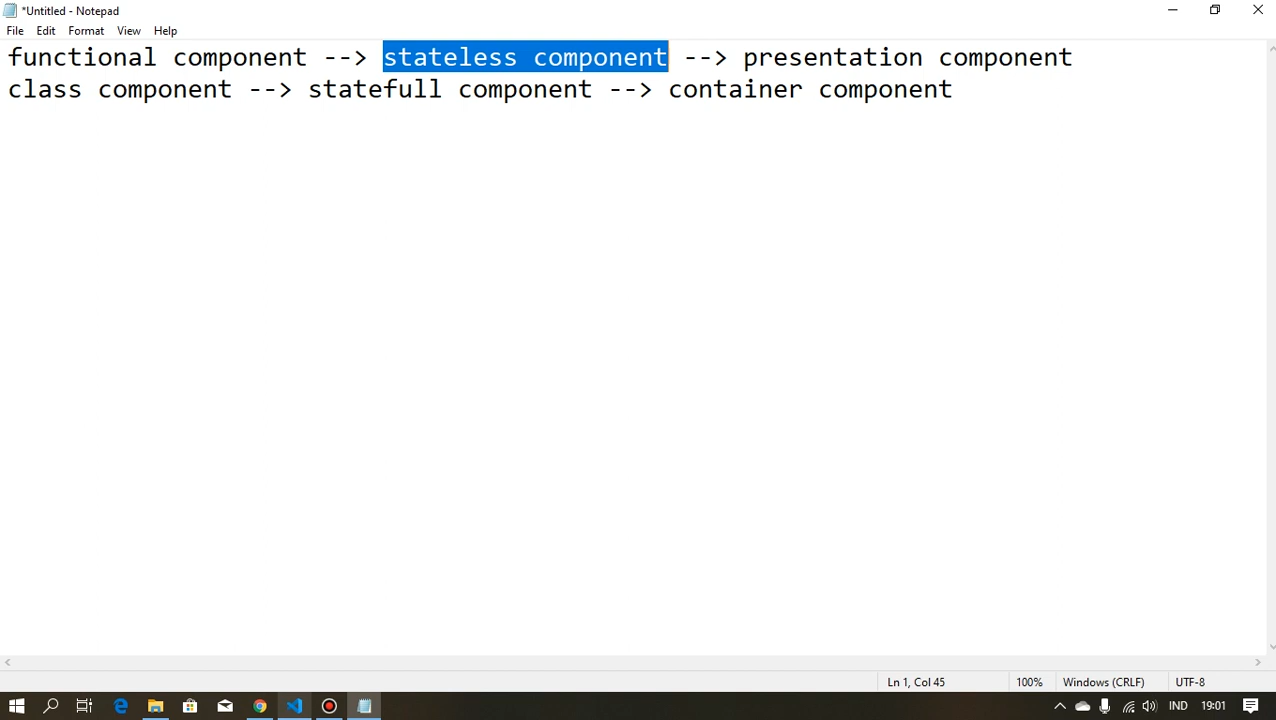 *Untitled - Notepad
File Edit Format View Help
functional component --> stateless component --> presentation component
class component --> statefull component --> container component
Ln 1, Col 45 100% Windows (CRLF) UTF-8
IND 19:01